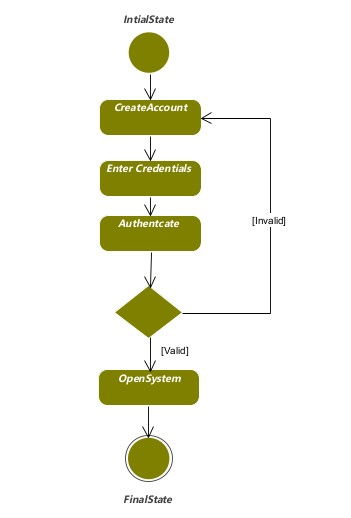 IntialState
CreateAccount
Enter Credentials
Authentcate
[Invalid]
[Valid]
OpenSystem
FinalState